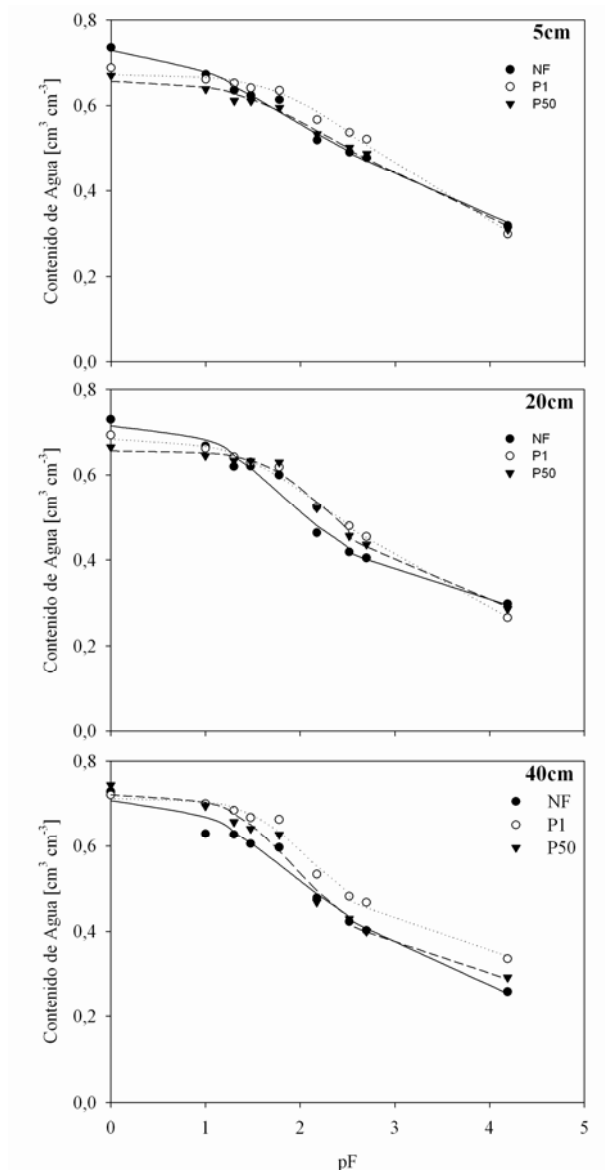 0,8
5cm
NF
P1
P50
0,6
0,4
0,2
0,0
Contenido de Agua [cm³ cm⁻³]
0,8
20cm
NF
P1
P50
0,6
0,4
0,2
0,0
Contenido de Agua [cm³ cm⁻³]
0,8
40cm
NF
P1
P50
0,6
0,4
0,2
0,0
Contenido de Agua [cm³ cm⁻³]
0 1 2 3 4 5
pF